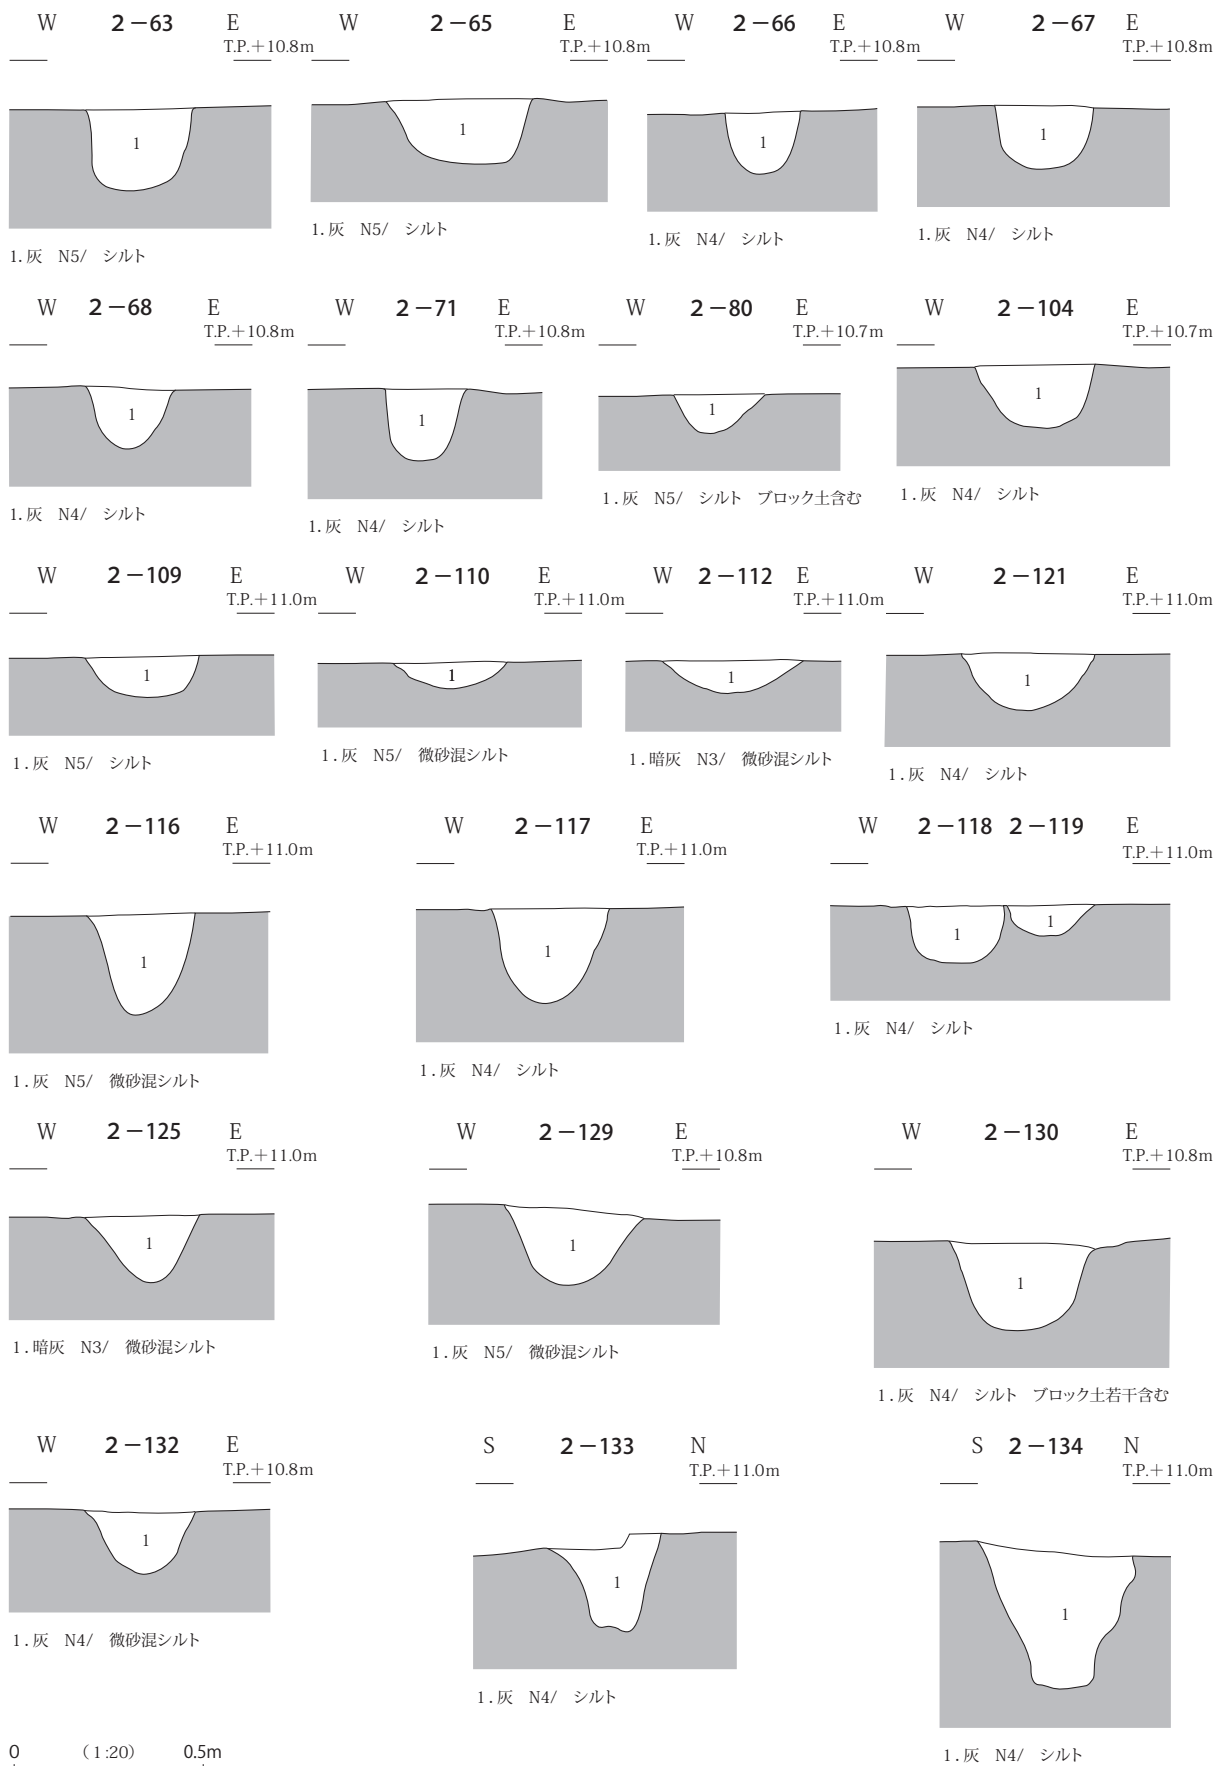 W 2－63 E W 2－65 E W 2－66 E W 2－67 E
T.P.＋10.8m T.P.＋10.8m T.P.＋10.8m T.P.＋10.8m
1 1 1 1
1.灰 N5/ シルト 1.灰 N5/ シルト 1.灰 N4/ シルト 1.灰 N4/ シルト
W 2－68 E W 2－71 E W 2－80 E W 2－104 E
T.P.＋10.8m T.P.＋10.8m T.P.＋10.7m T.P.＋10.7m
1 1 1 1
1.灰 N4/ シルト 1.灰 N4/ シルト 1.灰 N5/ シルト ブロック土含む 1.灰 N4/ シルト
W 2－109 E W 2－110 E W 2－112 E W 2－121 E
T.P.＋11.0m T.P.＋11.0m T.P.＋11.0m T.P.＋11.0m
1 1 1 1
1.灰 N5/ シルト 1.灰 N5/ 微砂混シルト 1.暗灰 N3/ 微砂混シルト 1.灰 N4/ シルト
W 2－116 E W 2－117 E W 2－118 2－119 E
T.P.＋11.0m T.P.＋11.0m T.P.＋11.0m
1 1 1 1
1.灰 N5/ 微砂混シルト 1.灰 N4/ シルト 1.灰 N4/ シルト
W 2－125 E W 2－129 E W 2－130 E
T.P.＋11.0m T.P.＋10.8m T.P.＋10.8m
1 1 1
1.暗灰 N3/ 微砂混シルト 1.灰 N5/ 微砂混シルト 1.灰 N4/ シルト ブロック土若干含む
W 2－132 E S 2－133 N S 2－134 N
T.P.＋10.8m T.P.＋11.0m T.P.＋11.0m
1 1 1
1.灰 N4/ 微砂混シルト 1.灰 N4/ シルト 1.灰 N4/ シルト
0 （1:20） 0.5m